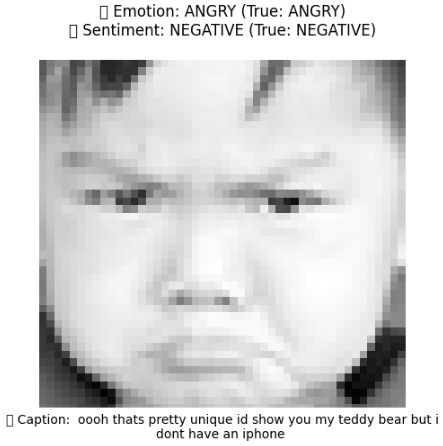 ▯ Emotion: ANGRY (True: ANGRY)
▯ Sentiment: NEGATIVE (True: NEGATIVE)
▯ Caption:  oooh thats pretty unique id show you my teddy bear but i
dont have an iphone